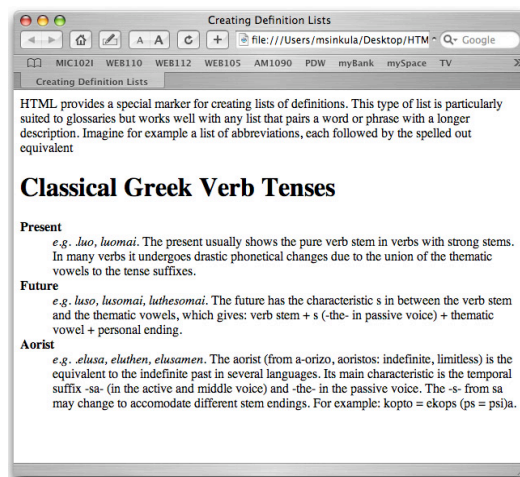 Creating Definition Lists
A A C + file:///Users/msinkula/Desktop/HTM Google
MIC102I WEB110 WEB112 WEB105 AM1090 PDW myBank mySpace TV
Creating Definition Lists
HTML provides a special marker for creating lists of definitions. This type of list is particularly
suited to glossaries but works well with any list that pairs a word or phrase with a longer
description. Imagine for example a list of abbreviations, each followed by the spelled out
equivalent
Classical Greek Verb Tenses
Present
e.g. .luo, luomai. The present usually shows the pure verb stem in verbs with strong stems.
In many verbs it undergoes drastic phonetical changes due to the union of the thematic
vowels to the tense suffixes.
Future
e.g. luso, lusomai, luthesomai. The future has the characteristic s in between the verb stem
and the thematic vowels, which gives: verb stem + s (-the- in passive voice) + thematic
vowel + personal ending.
Aorist
e.g. .elusa, eluthen, elusamen. The aorist (from a-orizo, aoristos: indefinite, limitless) is the
equivalent to the indefinite past in several languages. Its main characteristic is the temporal
suffix -sa- (in the active and middle voice) and -the- in the passive voice. The -s- from sa
may change to accomodate different stem endings. For example: kopto = ekops (ps = psi)a.